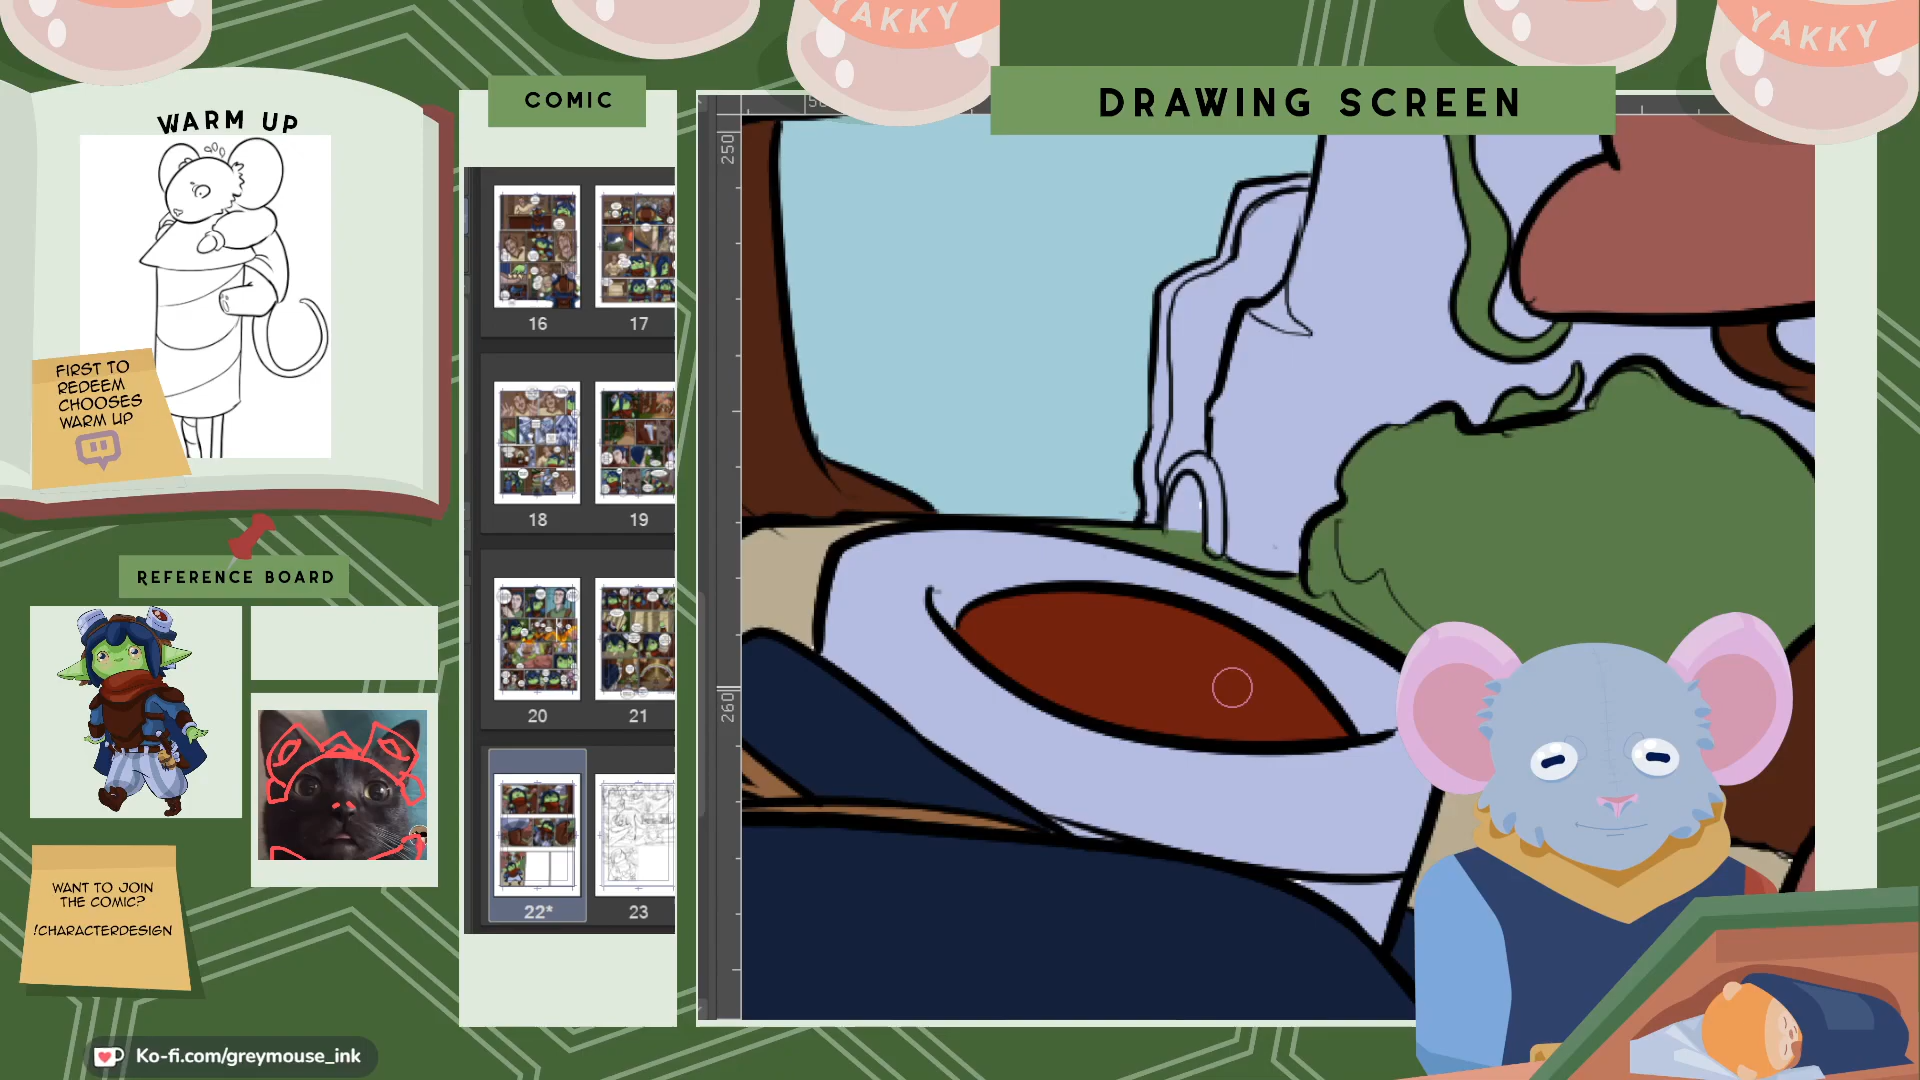 YAKKY
YAKKY
WARM UP
COMIC
DRAWING SCREEN
FIRST TO
REDEEM
CHOOSES
WARM UP
16
17
18
19
20
21
22*
23
250
260
REFERENCE BOARD
WANT TO JOIN
THE COMIC?
!CHARACTERDESIGN
Ko-fi.com/greymouse_ink